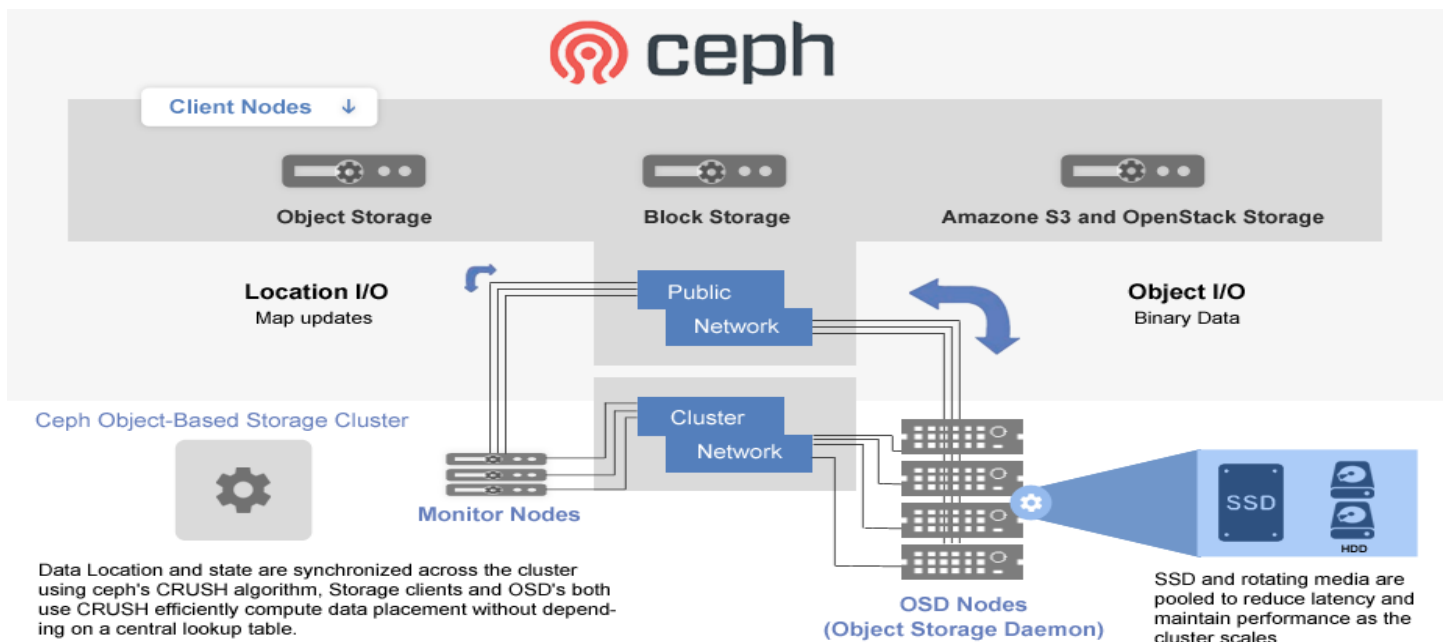 ceph
Client Nodes ↓
Object Storage
Block Storage
Amazone S3 and OpenStack Storage
Location I/O
Map updates
Public
Network
Object I/O
Binary Data
Ceph Object-Based Storage Cluster
Cluster
Network
Monitor Nodes
SSD
HDD
Data Location and state are synchronized across the cluster
using ceph's CRUSH algorithm, Storage clients and OSD's both
use CRUSH efficiently compute data placement without depend-
ing on a central lookup table.
OSD Nodes
(Object Storage Daemon)
SSD and rotating media are
pooled to reduce latency and
maintain performance as the
cluster scales